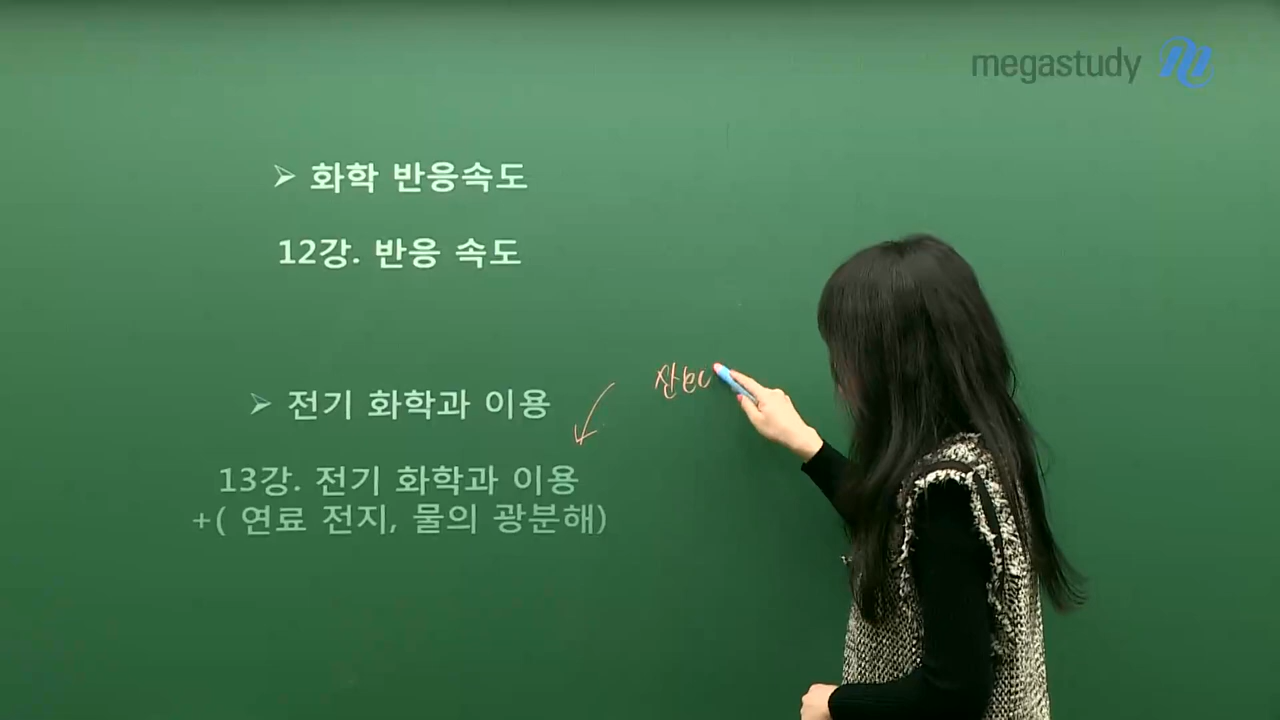 megastudy
➢ 화학 반응속도
12강. 반응 속도
➢ 전기 화학과 이용
13강. 전기 화학과 이용
+( 연료 전지, 물의 광분해)